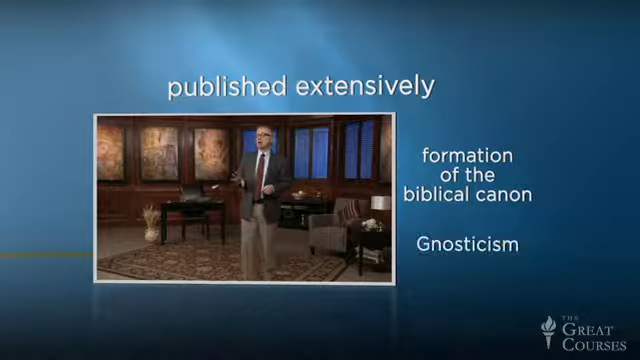 published extensively
formation
of the
biblical canon
Gnosticism
THE
GREAT
COURSES